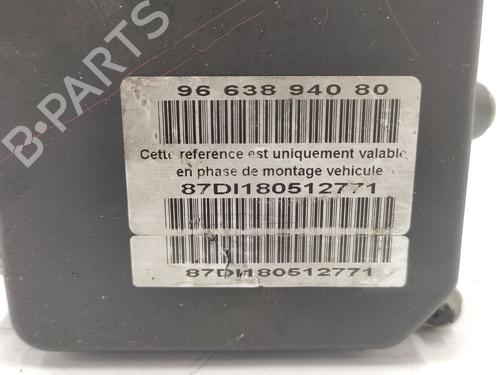 B-PARTS
96 638 940 80
Cette reference est uniquement valable
en phase de montage vehicule
87DI180512771
87DI180512771